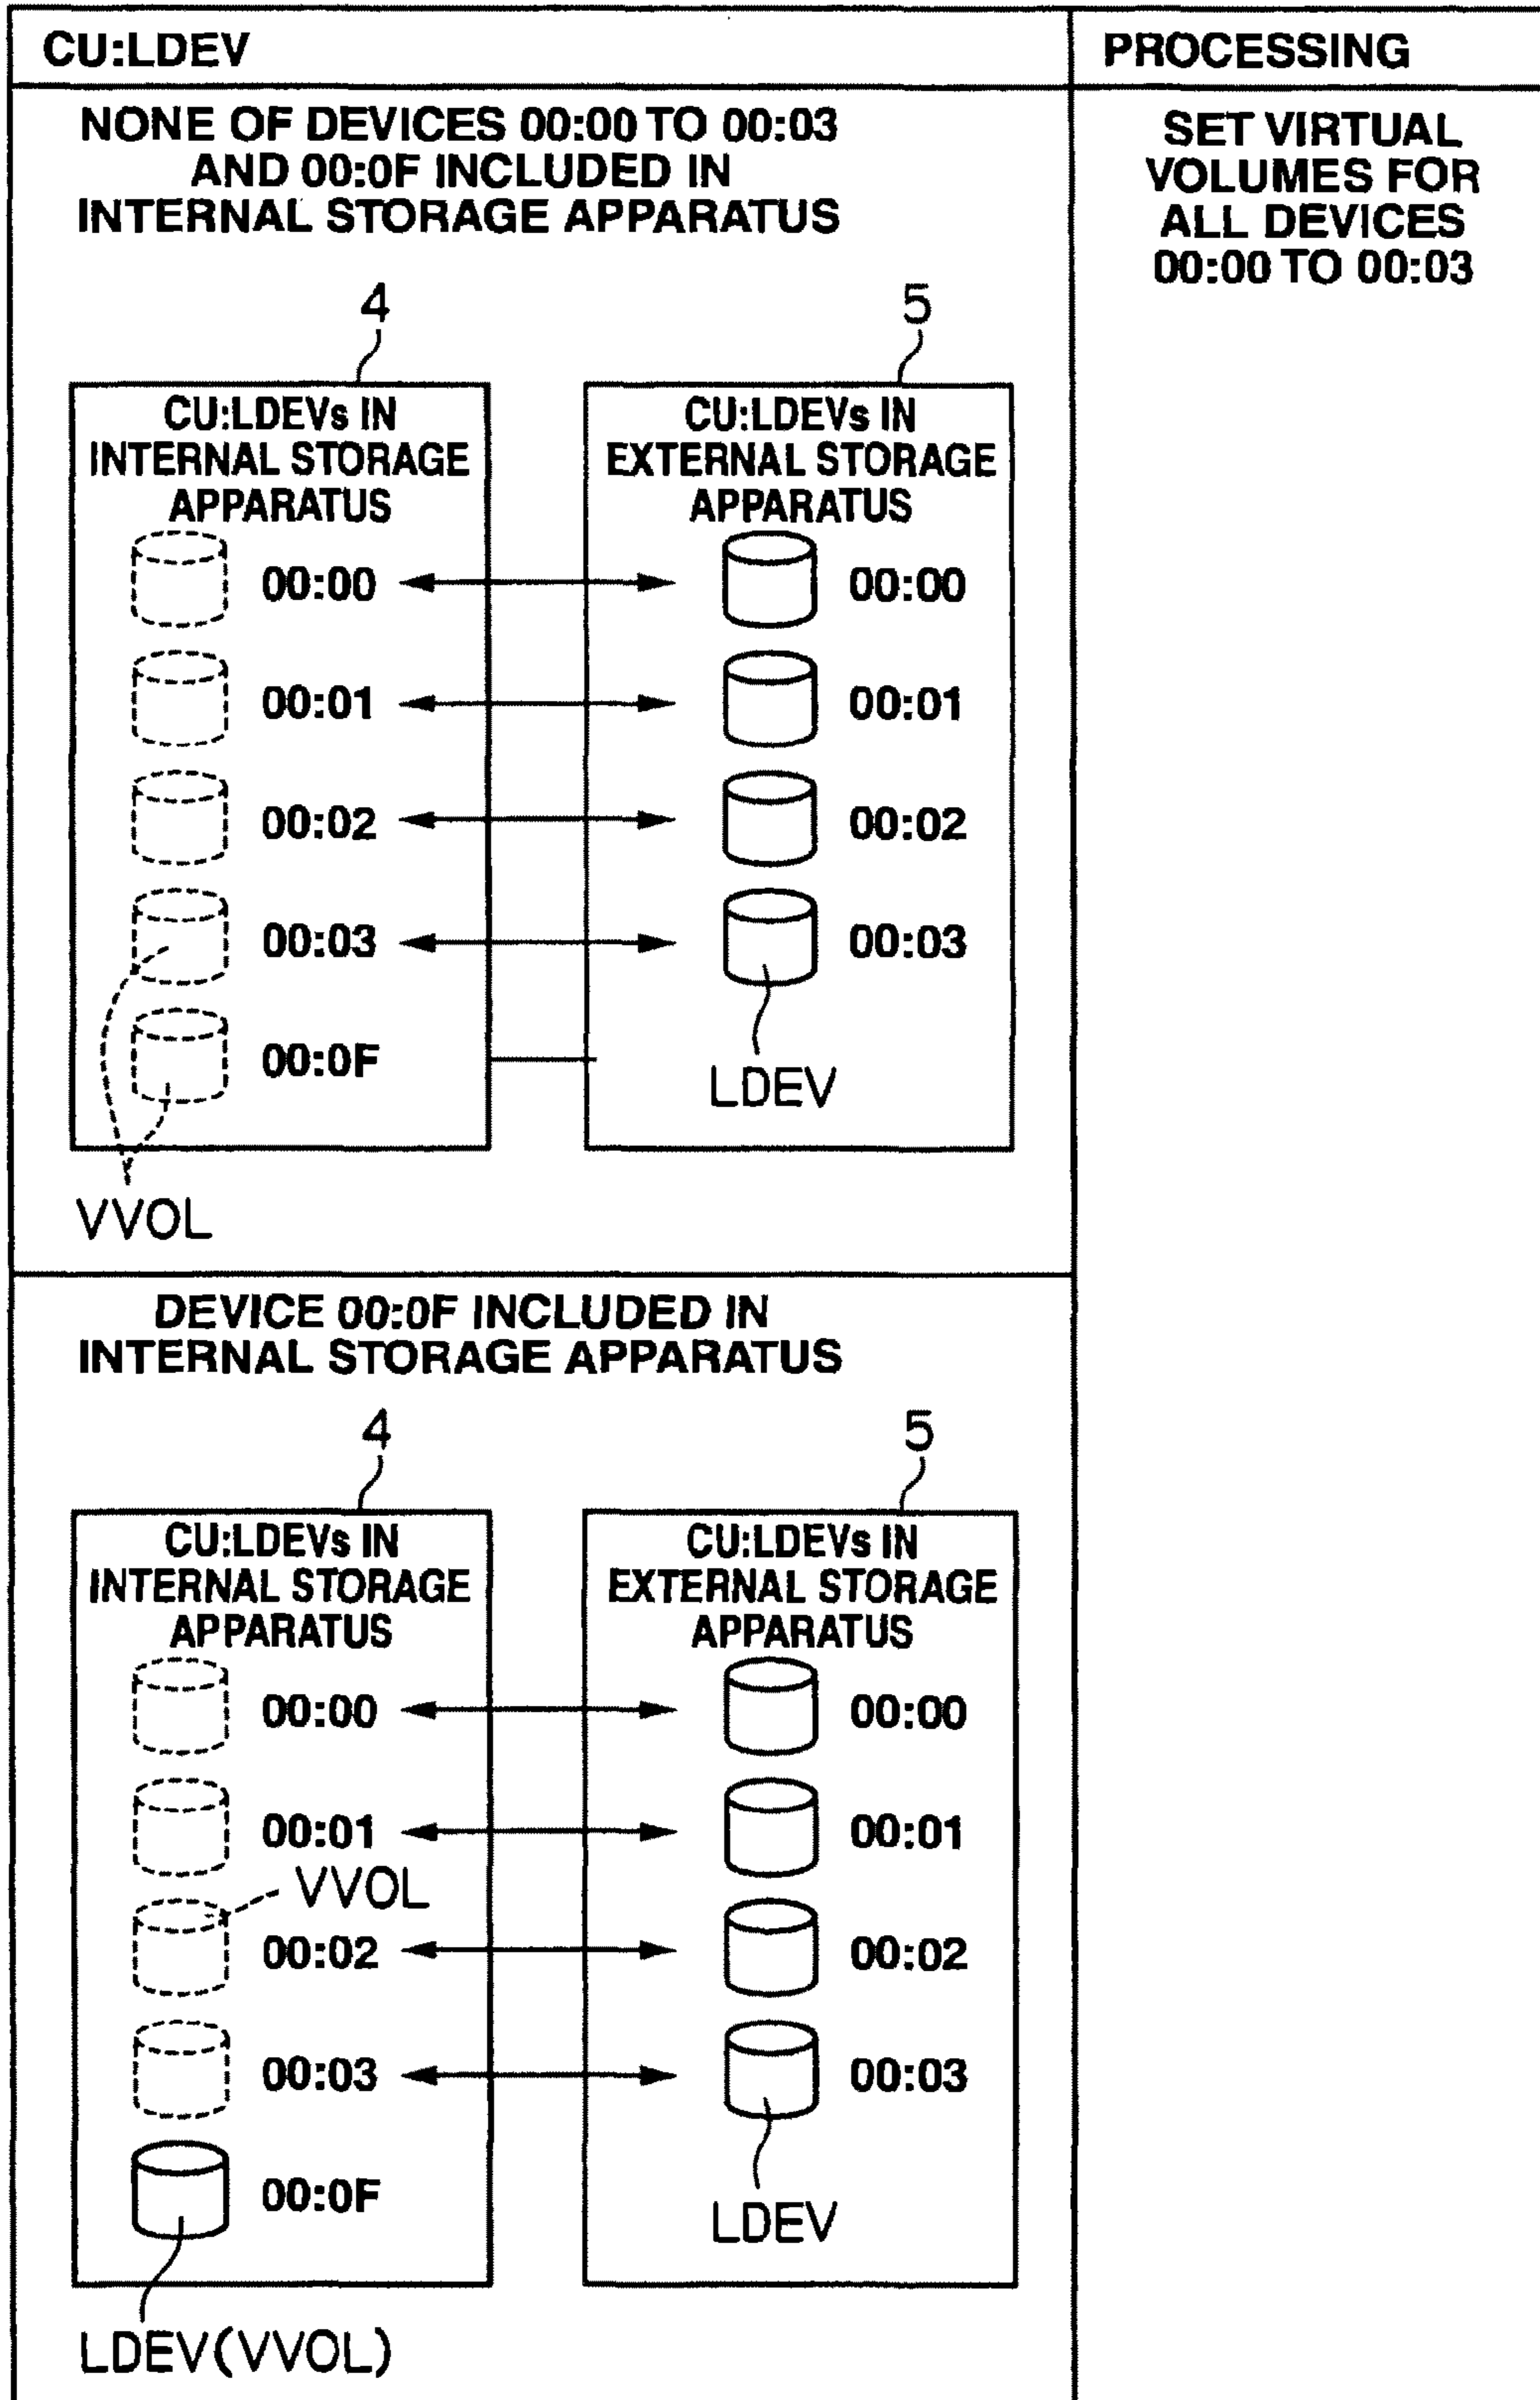 CU:LDEV
PROCESSING
NONE OF DEVICES 00:00 TO 00:03
AND 00:0F INCLUDED IN
INTERNAL STORAGE APPARATUS
SET VIRTUAL
VOLUMES FOR
ALL DEVICES
00:00 TO 00:03
4
5
CU:LDEVs IN
INTERNAL STORAGE
APPARATUS
CU:LDEVs IN
EXTERNAL STORAGE
APPARATUS
00:00 00:00
00:01 00:01
00:02 00:02
00:03 00:03
00:0F
LDEV
VVOL
DEVICE 00:0F INCLUDED IN
INTERNAL STORAGE APPARATUS
4
5
CU:LDEVs IN
INTERNAL STORAGE
APPARATUS
CU:LDEVs IN
EXTERNAL STORAGE
APPARATUS
00:00 00:00
00:01 00:01
VVOL
00:02 00:02
00:03 00:03
00:0F
LDEV
LDEV(VVOL)